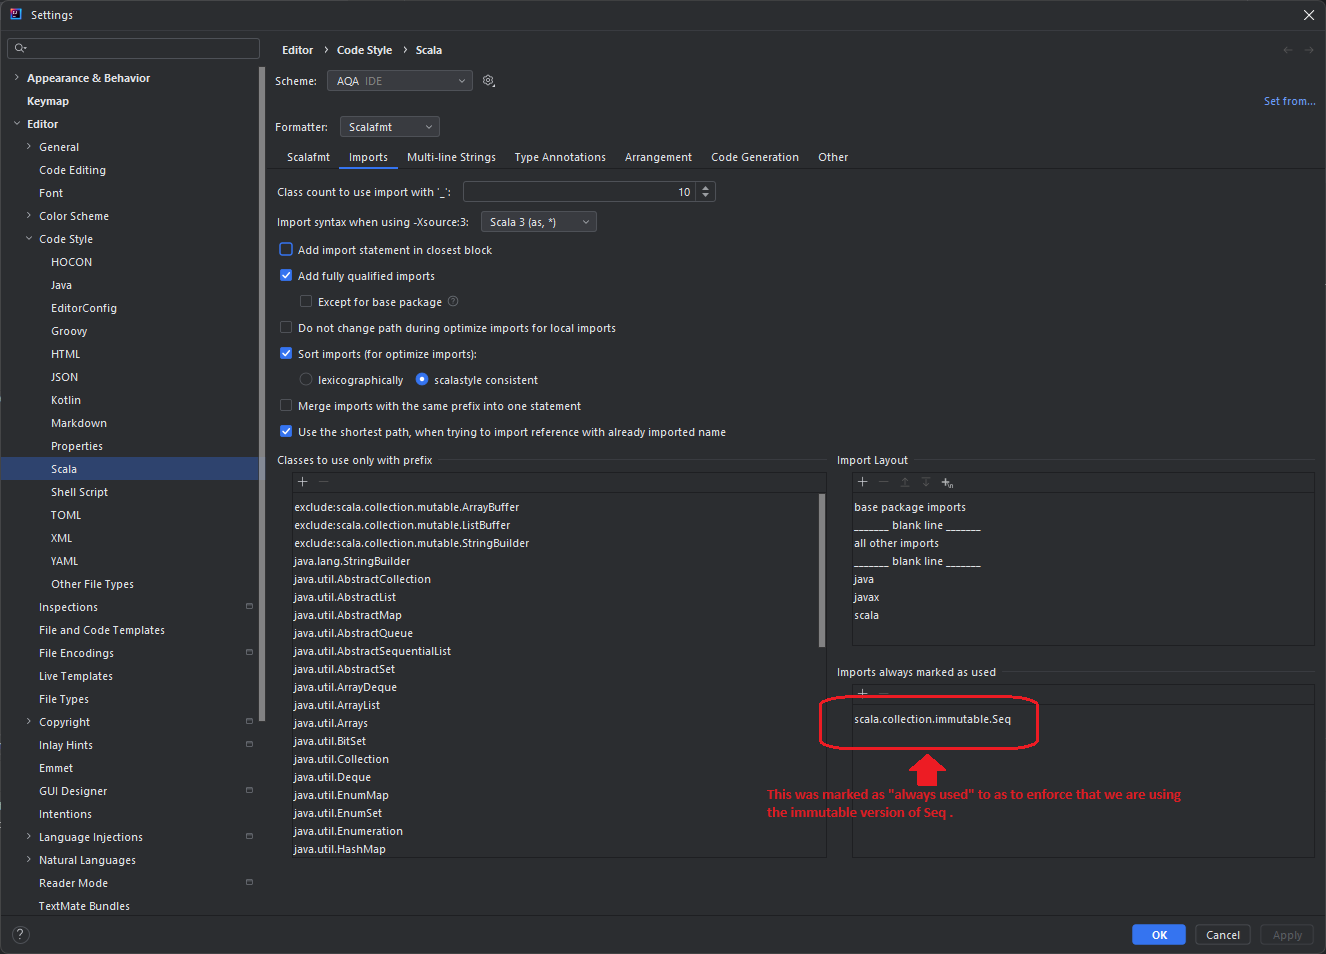 Settings
Editor › Code Style › Scala
Appearance & Behavior
Keymap
Editor
General
Code Editing
Font
Color Scheme
Code Style
HOCON
Java
EditorConfig
Groovy
HTML
JSON
Kotlin
Markdown
Properties
Scala
Shell Script
TOML
XML
YAML
Other File Types
Inspections
File and Code Templates
File Encodings
Live Templates
File Types
Copyright
Inlay Hints
Emmet
GUI Designer
Intentions
Language Injections
Natural Languages
Reader Mode
TextMate Bundles
Scheme: AQA IDE
Set from...
Formatter: Scalafmt
Scalafmt Imports Multi-line Strings Type Annotations Arrangement Code Generation Other
Class count to use import with '_': 10
Import syntax when using -Xsource:3: Scala 3 (as, *)
Add import statement in closest block
Add fully qualified imports
Except for base package ?
Do not change path during optimize imports for local imports
Sort imports (for optimize imports):
lexicographically scalastyle consistent
Merge imports with the same prefix into one statement
Use the shortest path, when trying to import reference with already imported name
Classes to use only with prefix
exclude:scala.collection.mutable.ArrayBuffer
exclude:scala.collection.mutable.ListBuffer
exclude:scala.collection.mutable.StringBuilder
java.lang.StringBuilder
java.util.AbstractCollection
java.util.AbstractList
java.util.AbstractMap
java.util.AbstractQueue
java.util.AbstractSequentialList
java.util.AbstractSet
java.util.ArrayDeque
java.util.ArrayList
java.util.Arrays
java.util.BitSet
java.util.Collection
java.util.Deque
java.util.EnumMap
java.util.EnumSet
java.util.Enumeration
java.util.HashMap
Import Layout
base package imports
_______ blank line _______
all other imports
_______ blank line _______
java
javax
scala
Imports always marked as used
scala.collection.immutable.Seq
This was marked as "always used" to as to enforce that we are using
the immutable version of Seq .
?
OK Cancel Apply